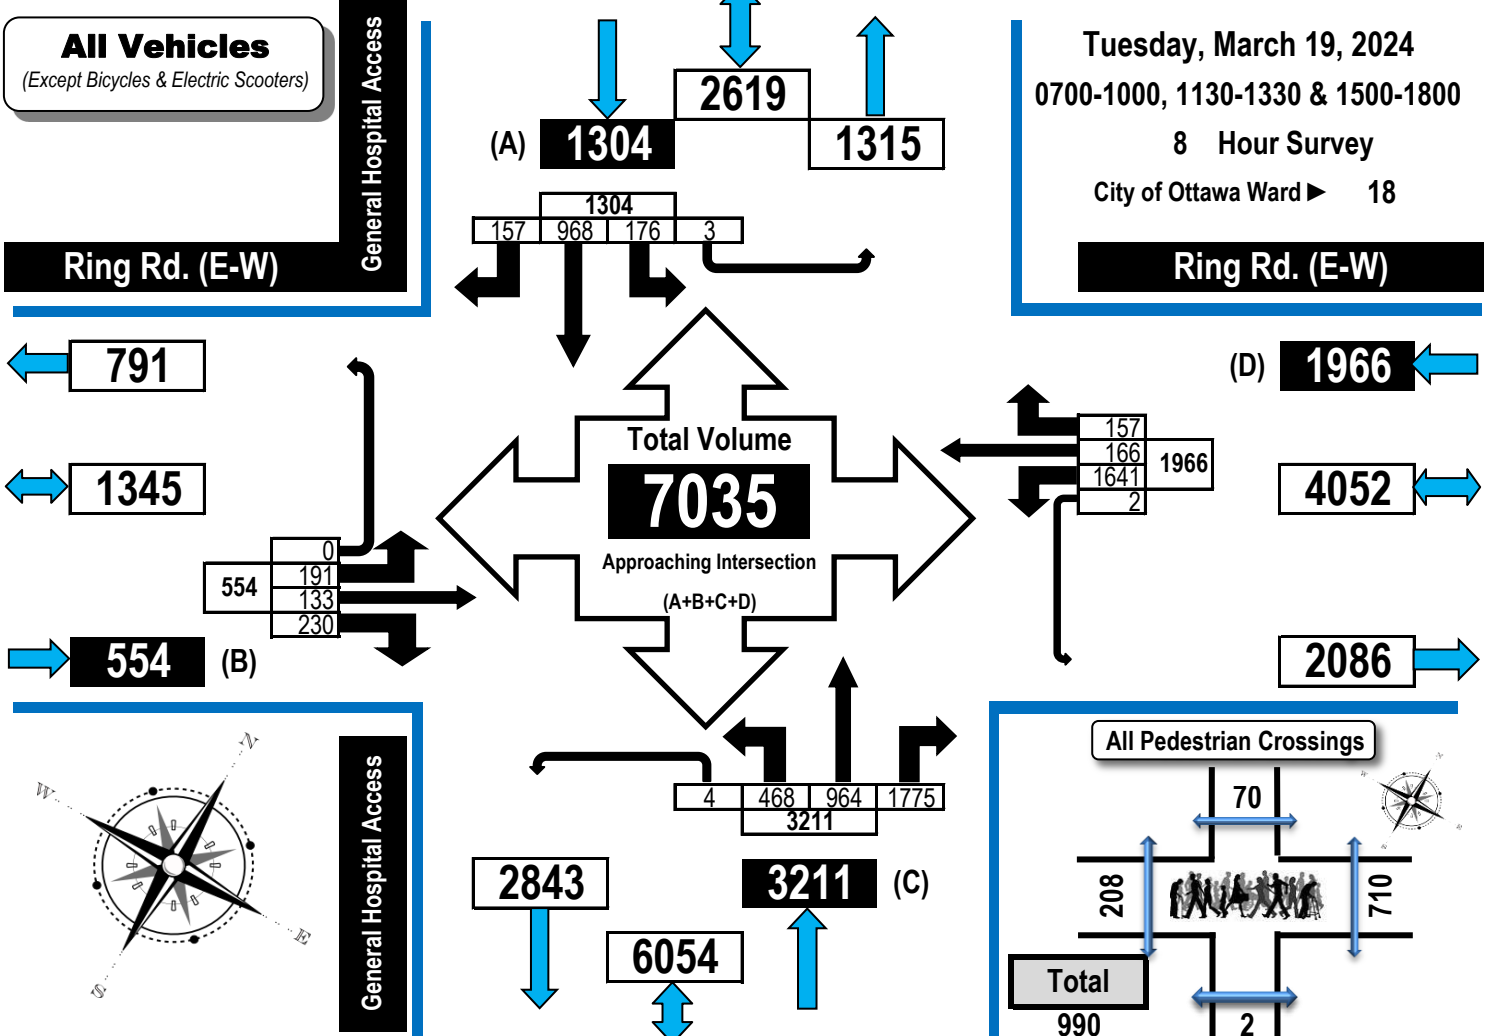 All Vehicles
(Except Bicycles & Electric Scooters)
General Hospital Access
Ring Rd. (E-W)
2619
(A)
1304
1315
1304
157
968
176
3
Tuesday, March 19, 2024
0700-1000, 1130-1330 & 1500-1800
8 Hour Survey
City of Ottawa Ward ► 18
Ring Rd. (E-W)
791
1345
554
0
191
133
230
554
(B)
Total Volume
7035
Approaching Intersection
(A+B+C+D)
(D)
1966
157
166
1641
2
1966
4052
2086
N
W
E
S
General Hospital Access
4
468
964
1775
3211
2843
3211
(C)
6054
All Pedestrian Crossings
70
208
710
Total
990
2